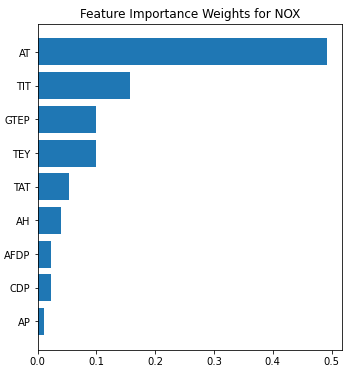 Feature Importance Weights for NOX
AT
TIT
GTEP
TEY
TAT
AH
AFDP
CDP
AP
0.0 0.1 0.2 0.3 0.4 0.5